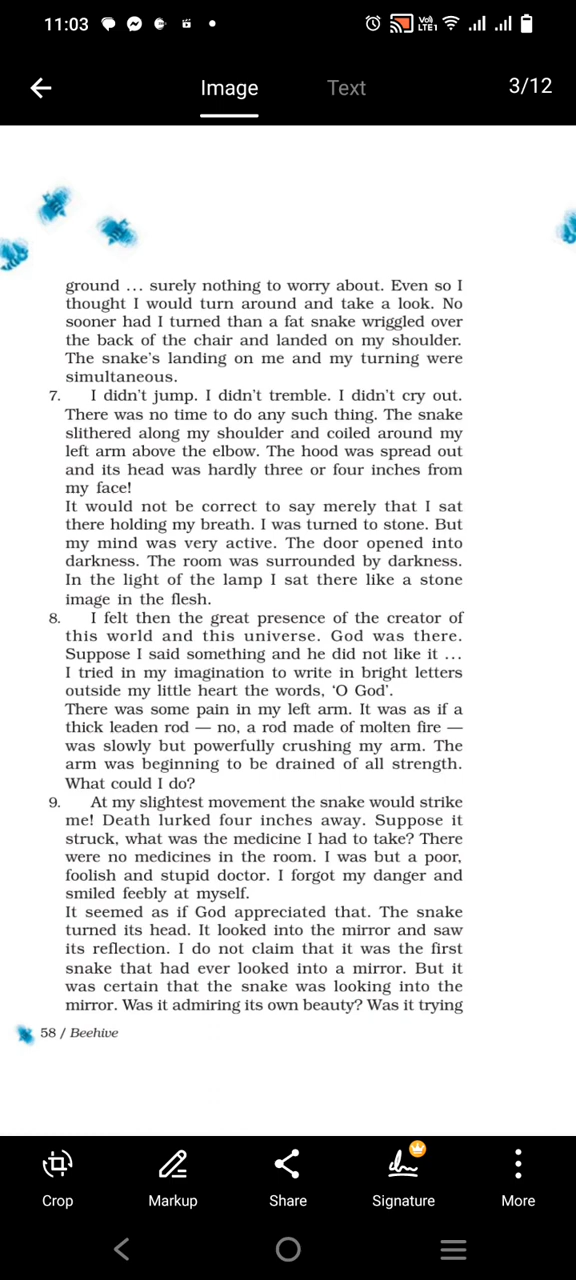 11:03
Vo) LTE1
Image
Text
3/12
ground … surely nothing to worry about. Even so I
thought I would turn around and take a look. No
sooner had I turned than a fat snake wriggled over
the back of the chair and landed on my shoulder.
The snake's landing on me and my turning were
simultaneous.
7. I didn't jump. I didn't tremble. I didn't cry out.
There was no time to do any such thing. The snake
slithered along my shoulder and coiled around my
left arm above the elbow. The hood was spread out
and its head was hardly three or four inches from
my face!
It would not be correct to say merely that I sat
there holding my breath. I was turned to stone. But
my mind was very active. The door opened into
darkness. The room was surrounded by darkness.
In the light of the lamp I sat there like a stone
image in the flesh.
8. I felt then the great presence of the creator of
this world and this universe. God was there.
Suppose I said something and he did not like it …
I tried in my imagination to write in bright letters
outside my little heart the words, 'O God'.
There was some pain in my left arm. It was as if a
thick leaden rod — no, a rod made of molten fire —
was slowly but powerfully crushing my arm. The
arm was beginning to be drained of all strength.
What could I do?
9. At my slightest movement the snake would strike
me! Death lurked four inches away. Suppose it
struck, what was the medicine I had to take? There
were no medicines in the room. I was but a poor,
foolish and stupid doctor. I forgot my danger and
smiled feebly at myself.
It seemed as if God appreciated that. The snake
turned its head. It looked into the mirror and saw
its reflection. I do not claim that it was the first
snake that had ever looked into a mirror. But it
was certain that the snake was looking into the
mirror. Was it admiring its own beauty? Was it trying
58 / Beehive
Crop
Markup
Share
Signature
More